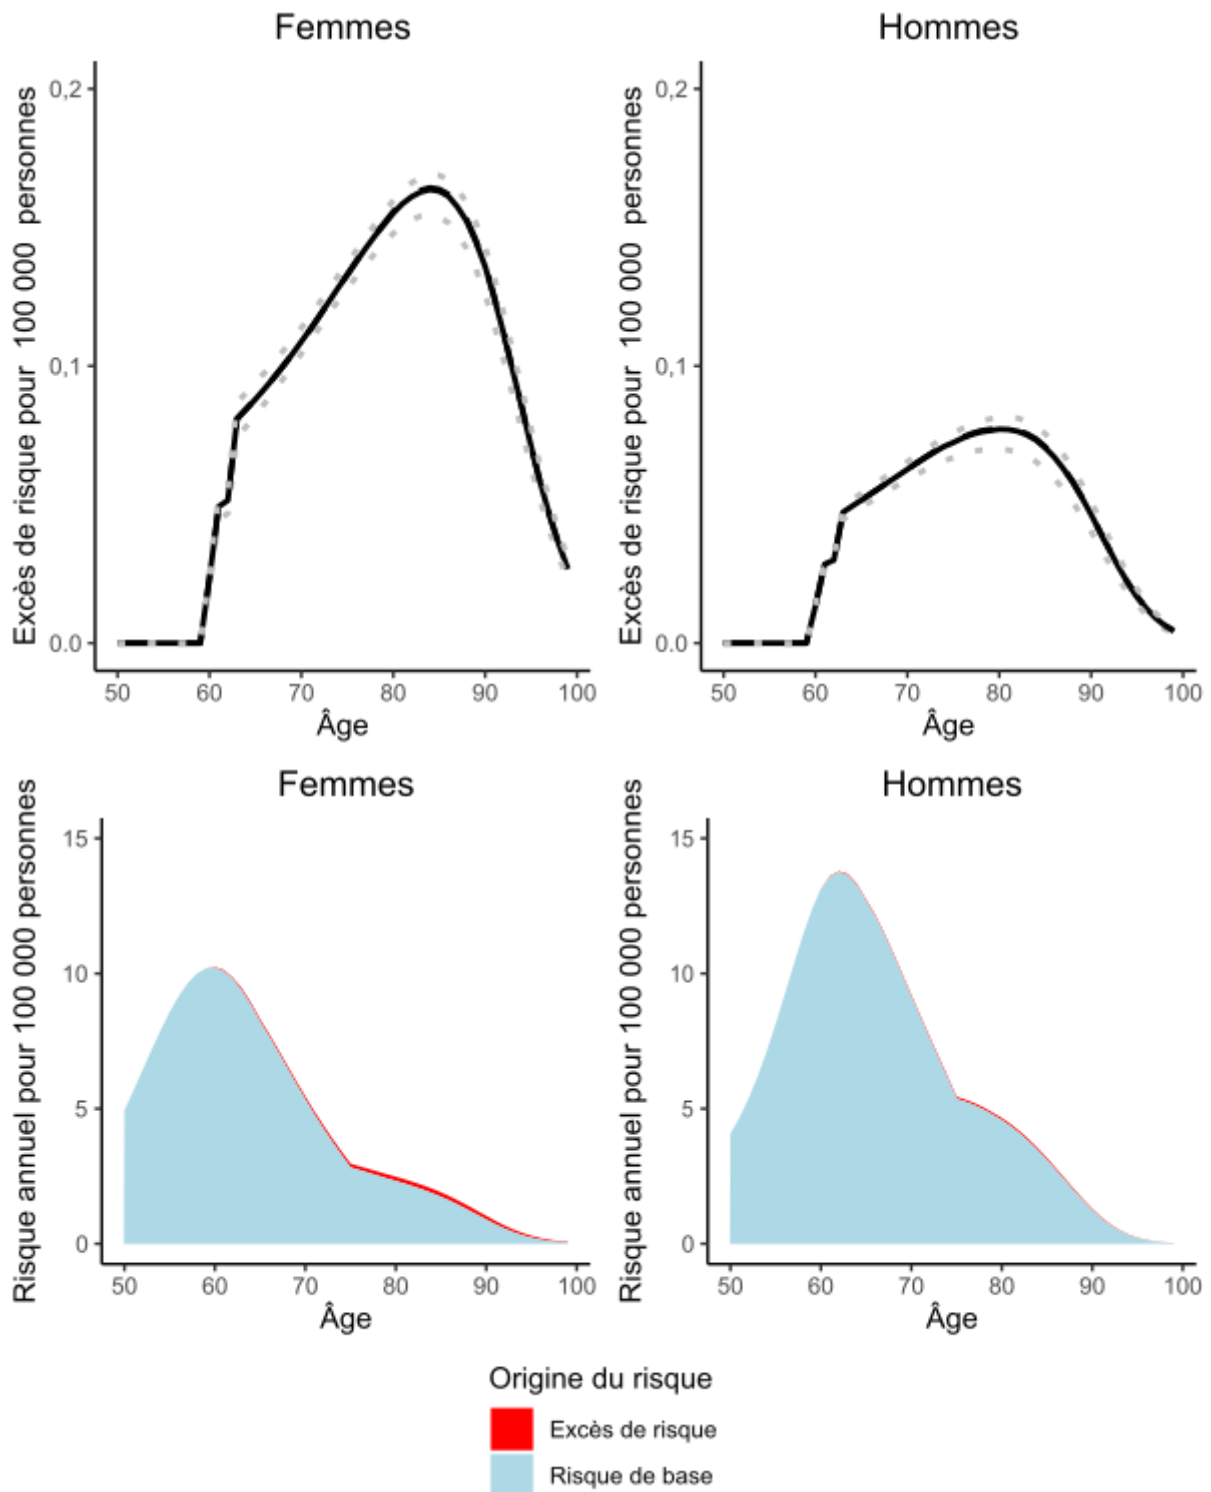 Femmes
Excès de risque pour 100 000 personnes
0,2
0,1
0.0
50 60 70 80 90 100
Âge
Hommes
Excès de risque pour 100 000 personnes
0,2
0,1
0.0
50 60 70 80 90 100
Âge
Femmes
Risque annuel pour 100 000 personnes
15
10
5
0
50 60 70 80 90 100
Âge
Hommes
Risque annuel pour 100 000 personnes
15
10
5
0
50 60 70 80 90 100
Âge
Origine du risque
Excès de risque
Risque de base